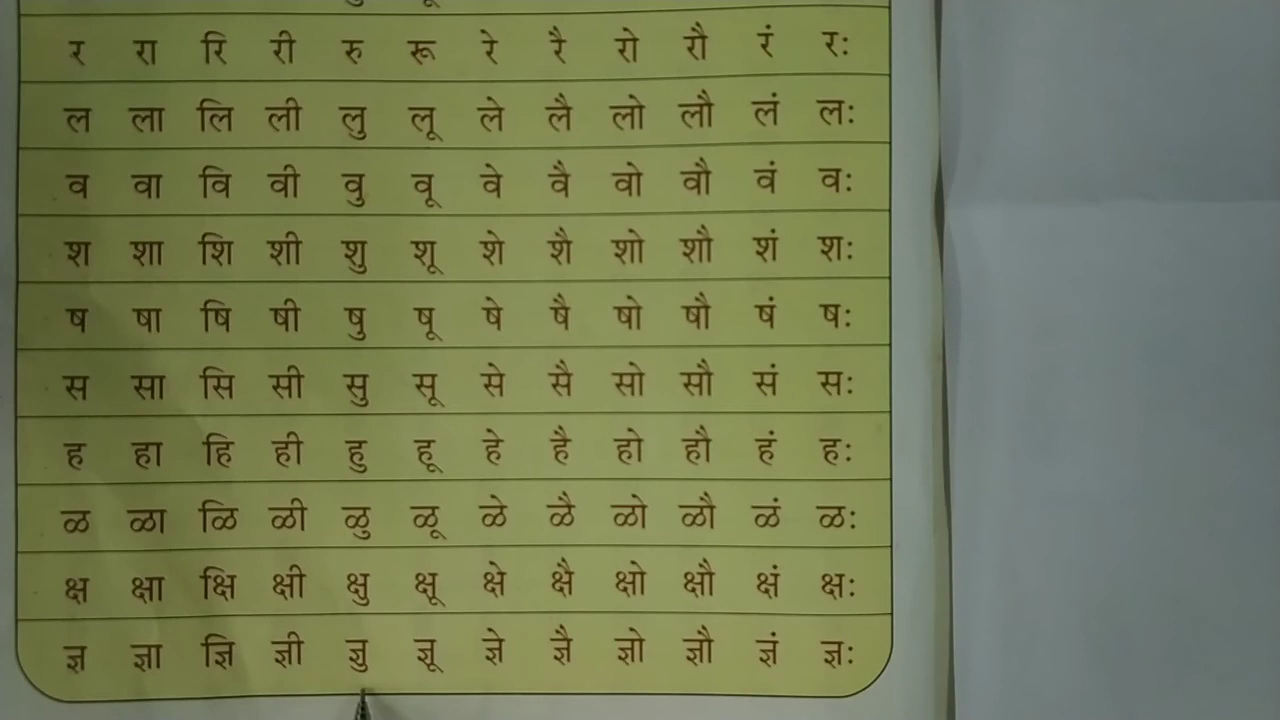 र रा रि री रु रू रे रै रो रौ रं रः
ल ला लि ली लु लू ले लै लो लौ लं लः
व वा वि वी वु वू वे वै वो वौ वं वः
श शा शि शी शु शू शे शै शो शौ शं शः
ष षा षि षी षु षू षे षै षो षौ षं षः
स सा सि सी सु सू से सै सो सौ सं सः
ह हा हि ही हु हू हे है हो हौ हं हः
ळ ळा ळि ळी ळु ळू ळे ळै ळो ळौ ळं ळः
क्ष क्षा क्षि क्षी क्षु क्षू क्षे क्षै क्षो क्षौ क्षं क्षः
ज्ञ ज्ञा ज्ञि ज्ञी ज्ञु ज्ञू ज्ञे ज्ञै ज्ञो ज्ञौ ज्ञं ज्ञः